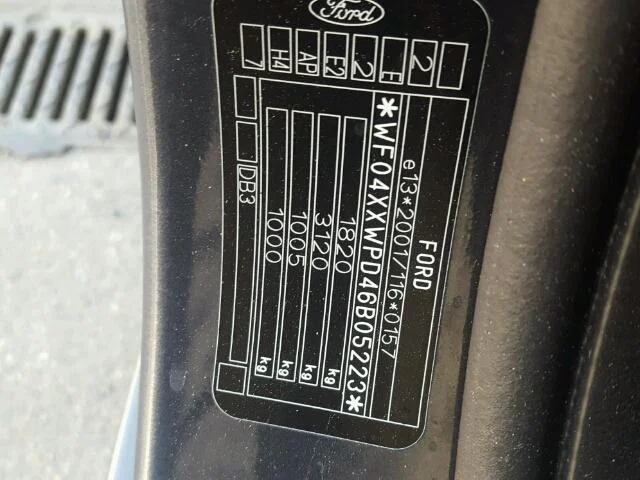 Ford
FORD
e13*2001/116*0157
*WF04XXWPD46B05223*
1820 kg
3120 kg
1005 kg
1000 kg
DB3
2
E
2
E2
AP
H4
7